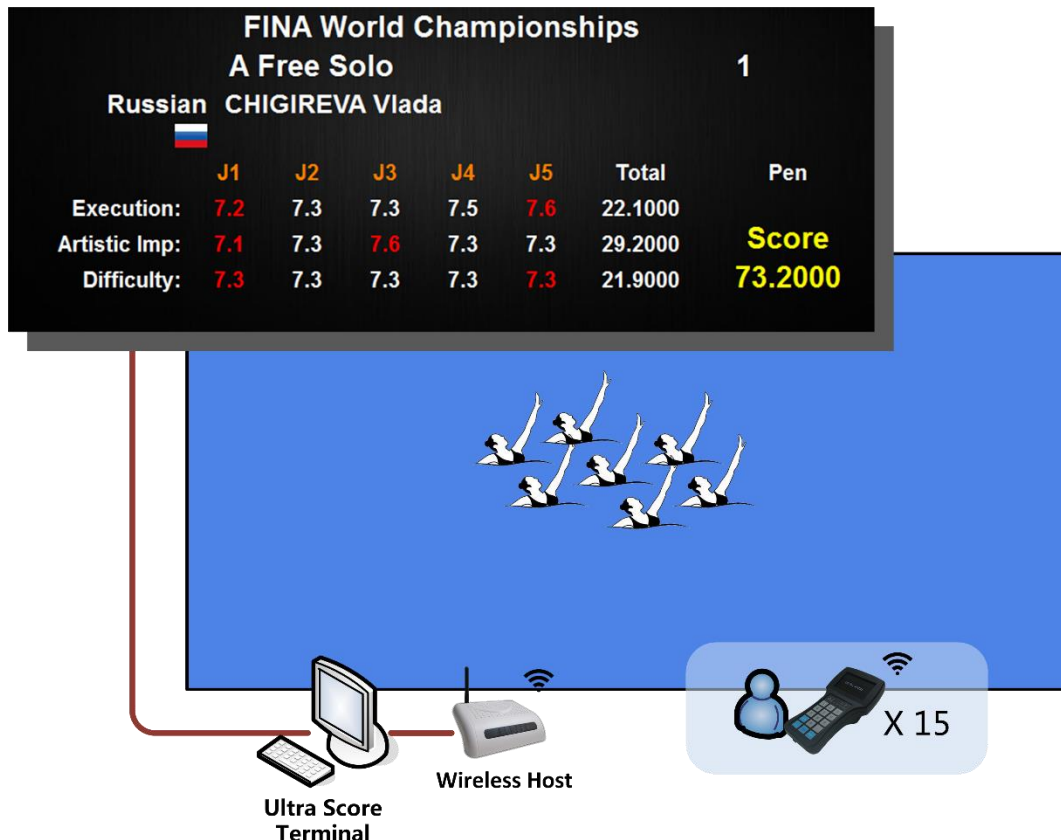 FINA World Championships
A Free Solo 1
Russian CHIGIREVA Vlada
J1 J2 J3 J4 J5 Total Pen
Execution: 7.2 7.3 7.3 7.5 7.6 22.1000
Artistic Imp: 7.1 7.3 7.6 7.3 7.3 29.2000 Score
Difficulty: 7.3 7.3 7.3 7.3 7.3 21.9000 73.2000
X 15
Wireless Host
Ultra Score
Terminal